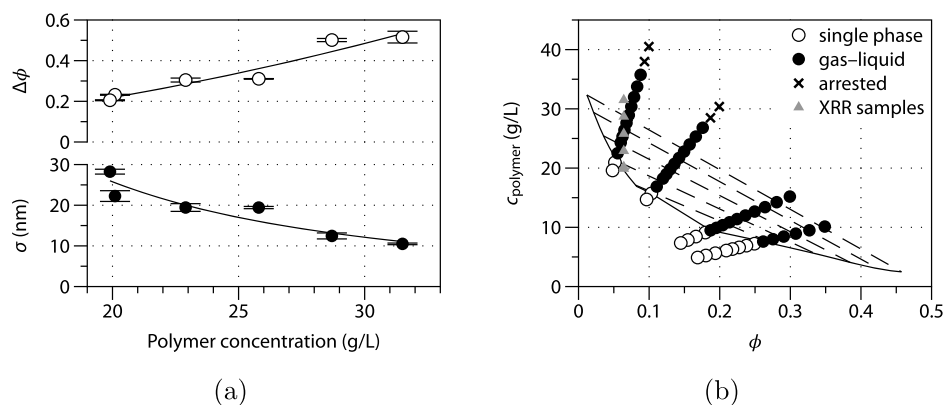 0.6
0.4
0.2
0
Δϕ
30
20
10
0
σ (nm)
20 25 30
Polymer concentration (g/L)
(a)
40
30
20
10
0
c_polymer (g/L)
single phase
gas–liquid
arrested
XRR samples
0 0.1 0.2 0.3 0.4 0.5
ϕ
(b)